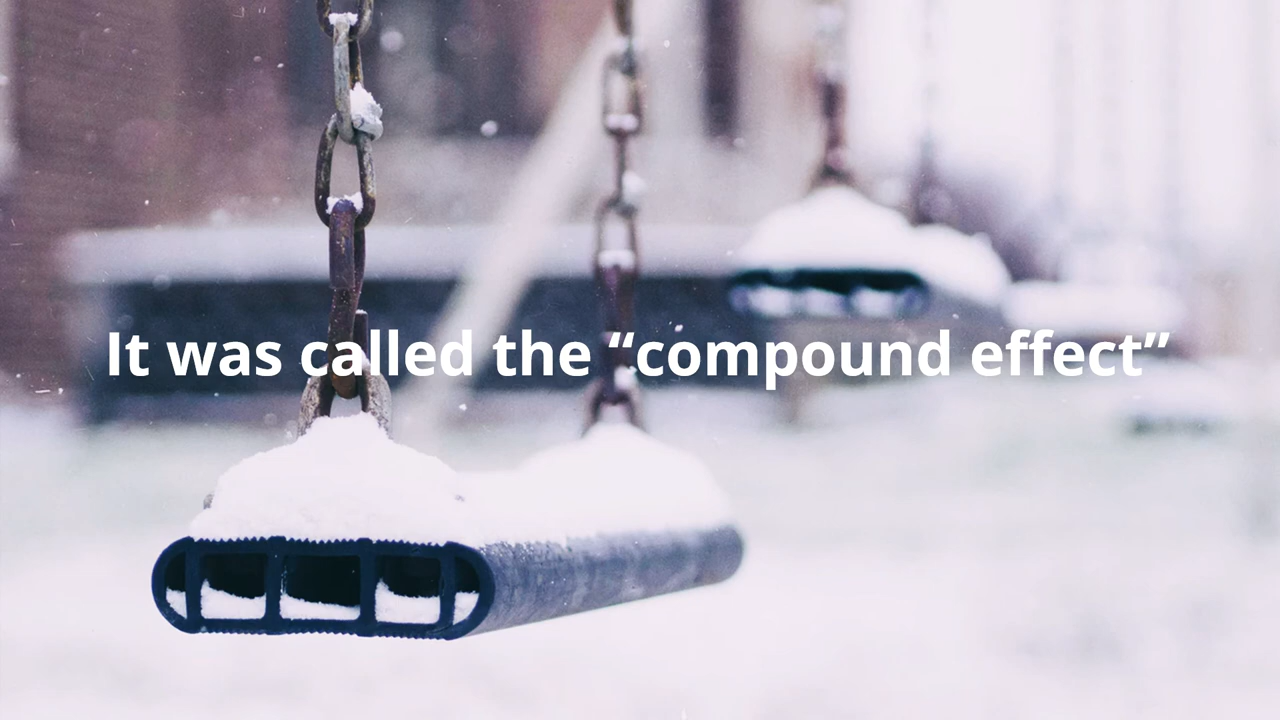 It was called the “compound effect”